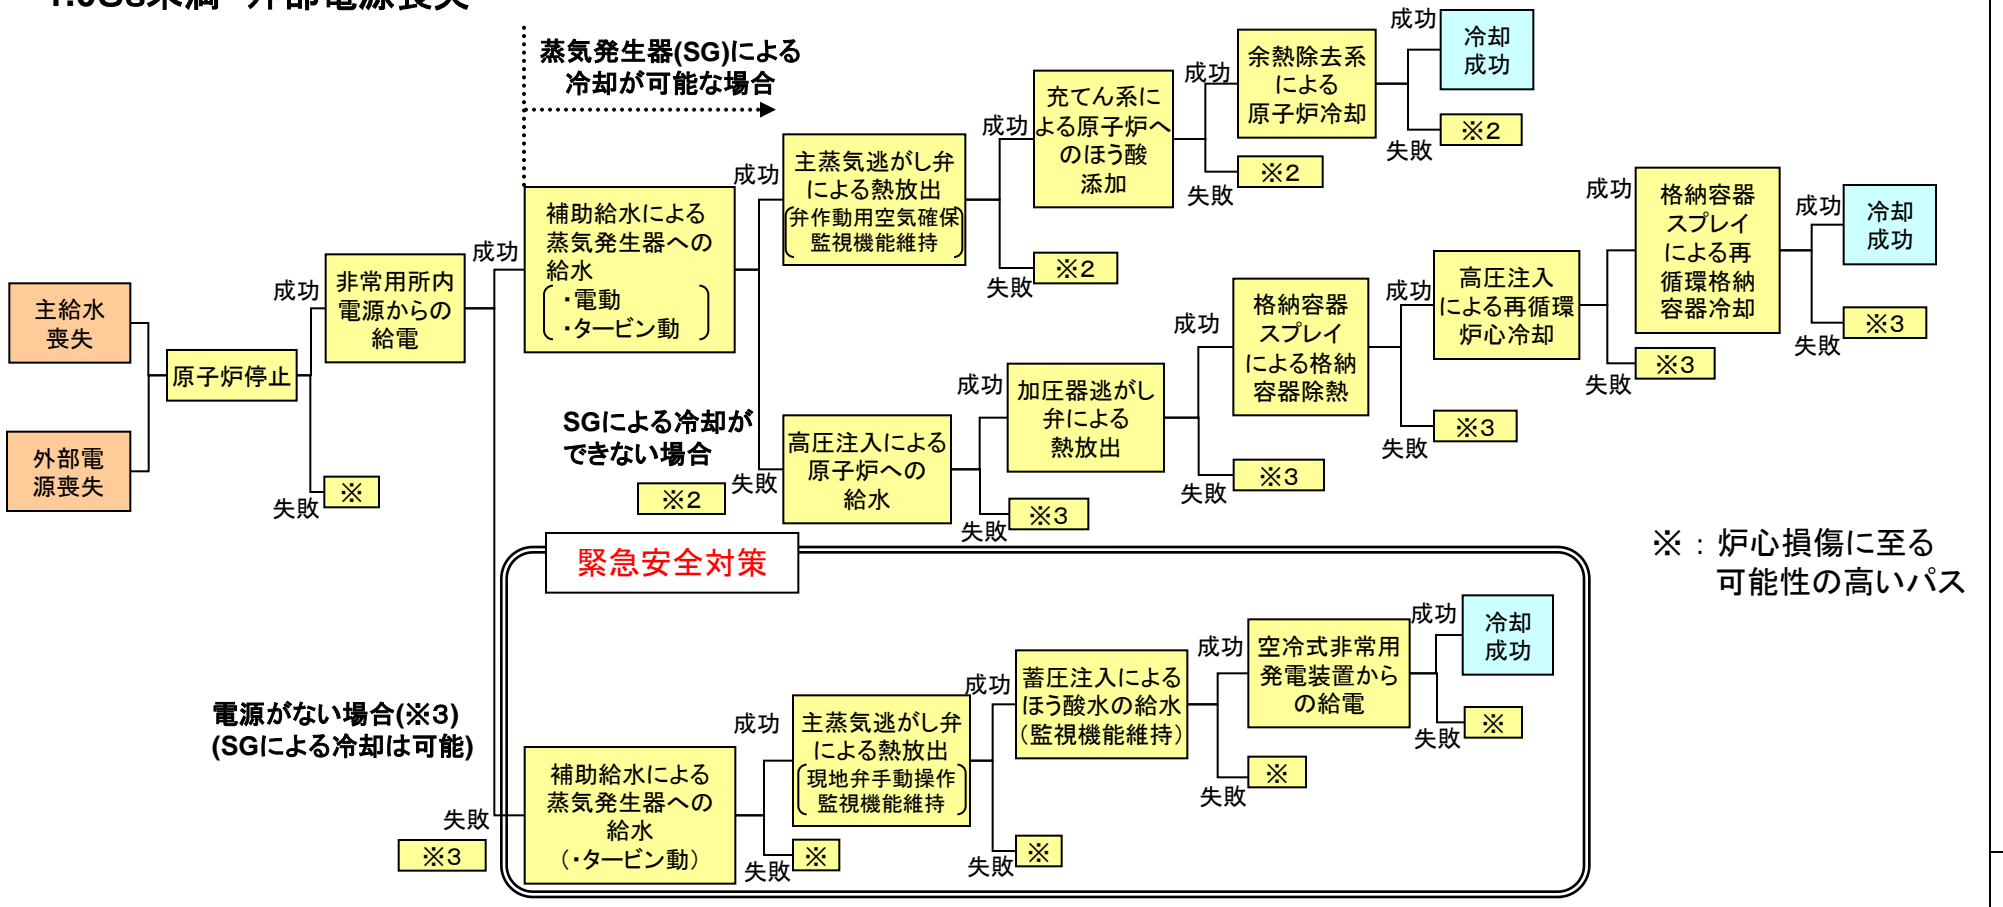 蒸気発生器(SG)による
冷却が可能な場合
主給水
喪失
外部電
源喪失
原子炉停止
成功
非常用所内
電源からの
給電
失敗
※
成功
補助給水による
蒸気発生器への
給水
・電動
・タービン動
成功
主蒸気逃がし弁
による熱放出
弁作動用空気確保
監視機能維持
成功
充てん系に
よる原子炉へ
のほう酸
添加
失敗
※2
成功
余熱除去系
による
原子炉冷却
失敗
※2
成功
冷却
成功
失敗
※2
SGによる冷却が
できない場合
※2
失敗
高圧注入による
原子炉への
給水
成功
加圧器逃がし
弁による
熱放出
失敗
※3
成功
格納容器
スプレイ
による格納
容器除熱
失敗
※3
成功
高圧注入
による再循環
炉心冷却
失敗
※3
成功
格納容器
スプレイ
による再
循環格納
容器冷却
失敗
※3
成功
冷却
成功
失敗
※3
※：炉心損傷に至る
可能性の高いパス
緊急安全対策
電源がない場合(※3)
(SGによる冷却は可能)
失敗
※3
補助給水による
蒸気発生器への
給水
（・タービン動）
成功
主蒸気逃がし弁
による熱放出
現地弁手動操作
監視機能維持
失敗
※
成功
蓄圧注入による
ほう酸水の給水
（監視機能維持）
失敗
※
成功
空冷式非常用
発電装置から
の給電
失敗
※
成功
冷却
成功
失敗
※